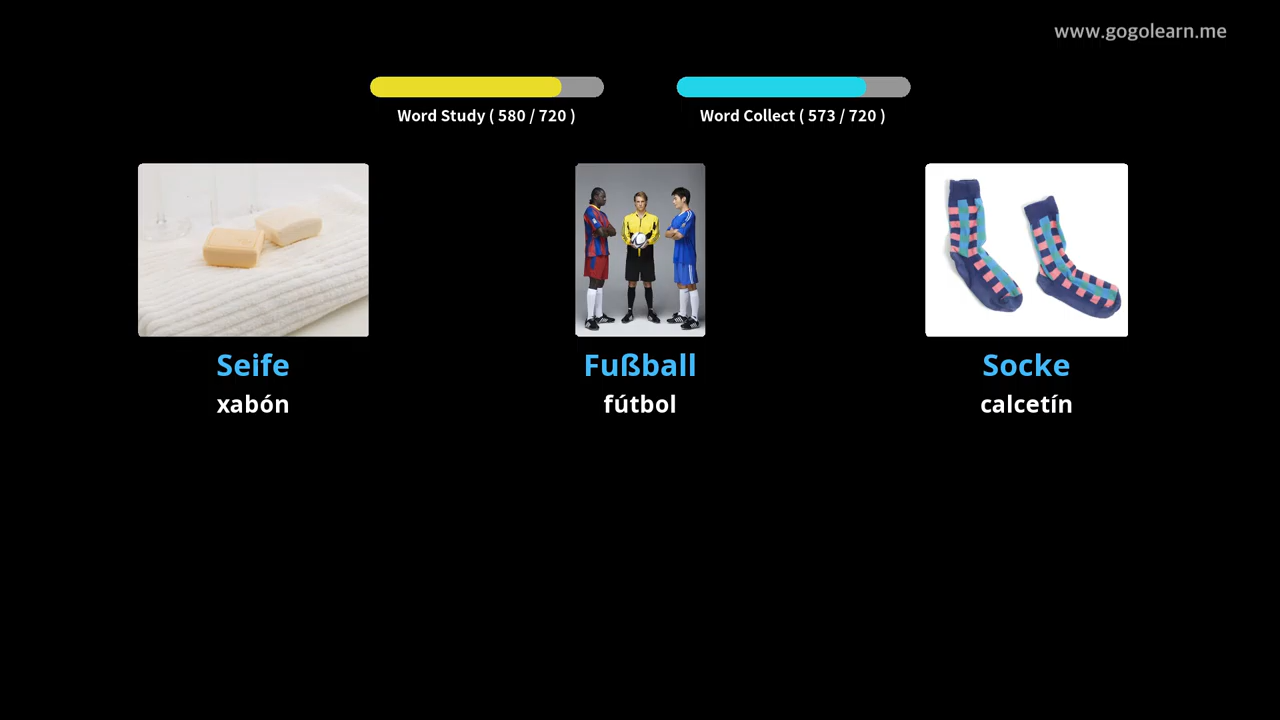 www.gogolearn.me
Word Study ( 580 / 720 )
Word Collect ( 573 / 720 )
Seife
Fußball
Socke
xabón
fútbol
calcetín